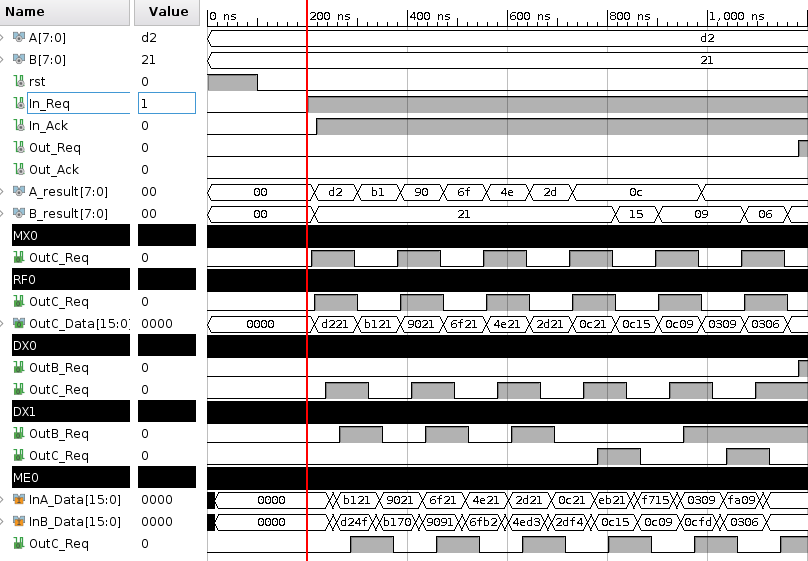 Name Value 0 ns 200 ns 400 ns 600 ns 800 ns 1,000 ns
A[7:0] d2 d2
B[7:0] 21 21
rst 0
In_Req 1
In_Ack 0
Out_Req 0
Out_Ack 0
A_result[7:0] 00 00 d2 b1 90 6f 4e 2d 0c
B_result[7:0] 00 00 21 15 09 06
MX0
OutC_Req 0
RF0
OutC_Req 0
OutC_Data[15:0] 0000 0000 d221 b121 9021 6f21 4e21 2d21 0c21 0c15 0c09 0309 0306
DX0
OutB_Req 0
OutC_Req 0
DX1
OutB_Req 0
OutC_Req 0
ME0
InA_Data[15:0] 0000 0000 b121 9021 6f21 4e21 2d21 0c21 eb21 f715 0309 fa09
InB_Data[15:0] 0000 0000 d24f b170 9091 6fb2 4ed3 2df4 0c15 0c09 0cfd 0306
OutC_Req 0